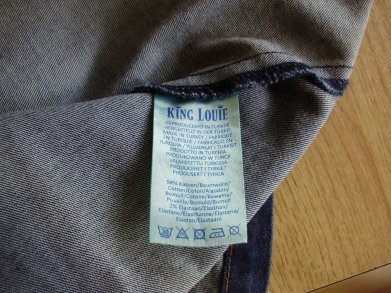 KING LOUIE
GEPRODUCEERD IN TURKIJE
HERGESTELLT IN DER TÜRKEI
MADE IN TURKEY / FABRIQUÉ
EN TURQUIE / FABRICADO EN
TURQUÍA / TILLVERKAT I TURKIET
PRODOTTO IN TURCHIA
PRODUKOWANO W TURCJI
VALMISTETTU TURKISSA
PRODUCERET I TYRKIET
PRODUSERT I TYRKIA
98% Katoen/Baumwolle/
Cotton/Coton/Algodón/
Bomull/Cotone/Bawełna/
Puuvilla/Bomuld/Bomull
2% Elastaan/Elasthan/
Elastane/Elasthanne/Elastano/
Elastan/Elastaani